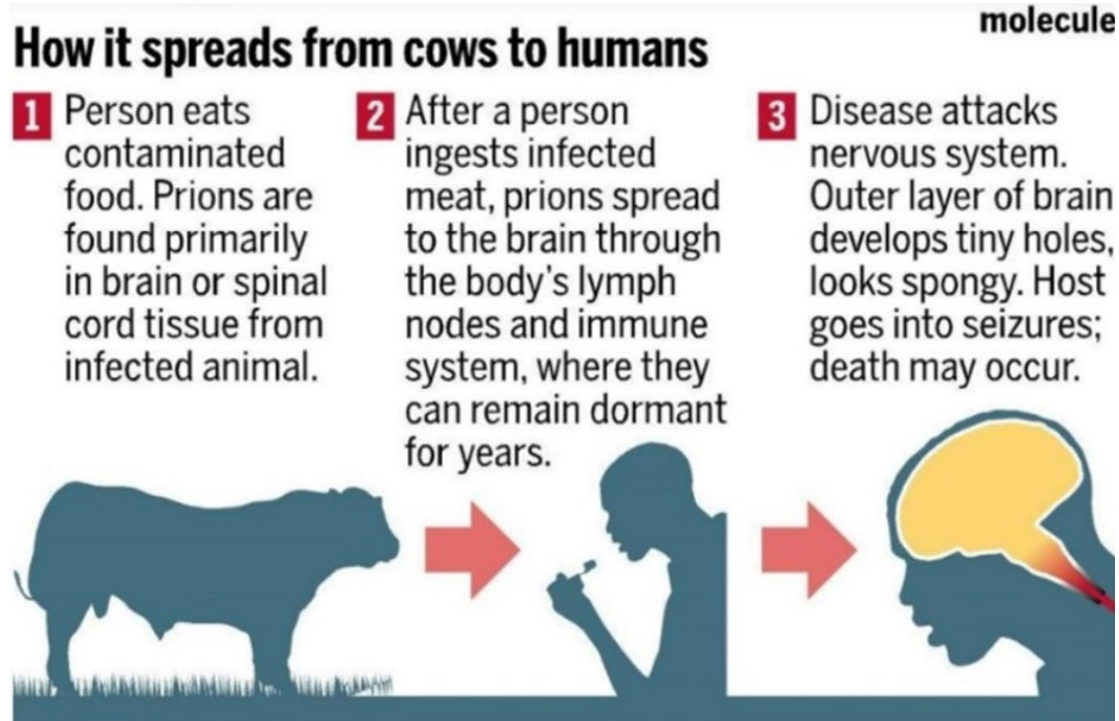 molecule
How it spreads from cows to humans
1 Person eats
contaminated
food. Prions are
found primarily
in brain or spinal
cord tissue from
infected animal.
2 After a person
ingests infected
meat, prions spread
to the brain through
the body's lymph
nodes and immune
system, where they
can remain dormant
for years.
3 Disease attacks
nervous system.
Outer layer of brain
develops tiny holes,
looks spongy. Host
goes into seizures;
death may occur.